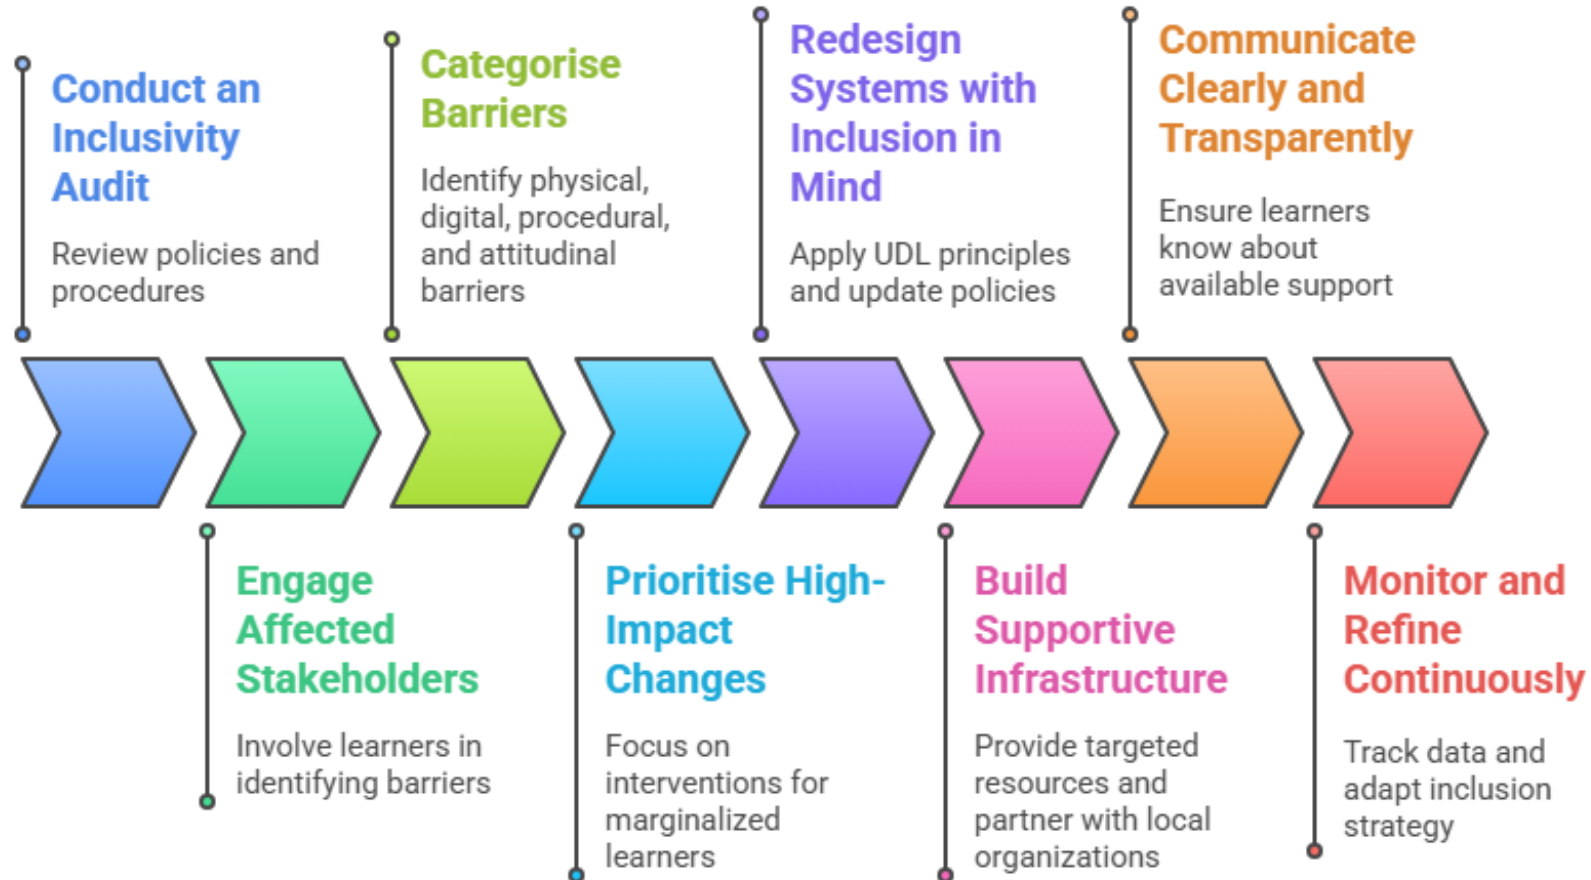 Conduct an
Inclusivity
Audit
Review policies and
procedures
Engage
Affected
Stakeholders
Involve learners in
identifying barriers
Categorise
Barriers
Identify physical,
digital, procedural,
and attitudinal
barriers
Prioritise High-
Impact
Changes
Focus on
interventions for
marginalized
learners
Redesign
Systems with
Inclusion in
Mind
Apply UDL principles
and update policies
Build
Supportive
Infrastructure
Provide targeted
resources and
partner with local
organizations
Communicate
Clearly and
Transparently
Ensure learners
know about
available support
Monitor and
Refine
Continuously
Track data and
adapt inclusion
strategy